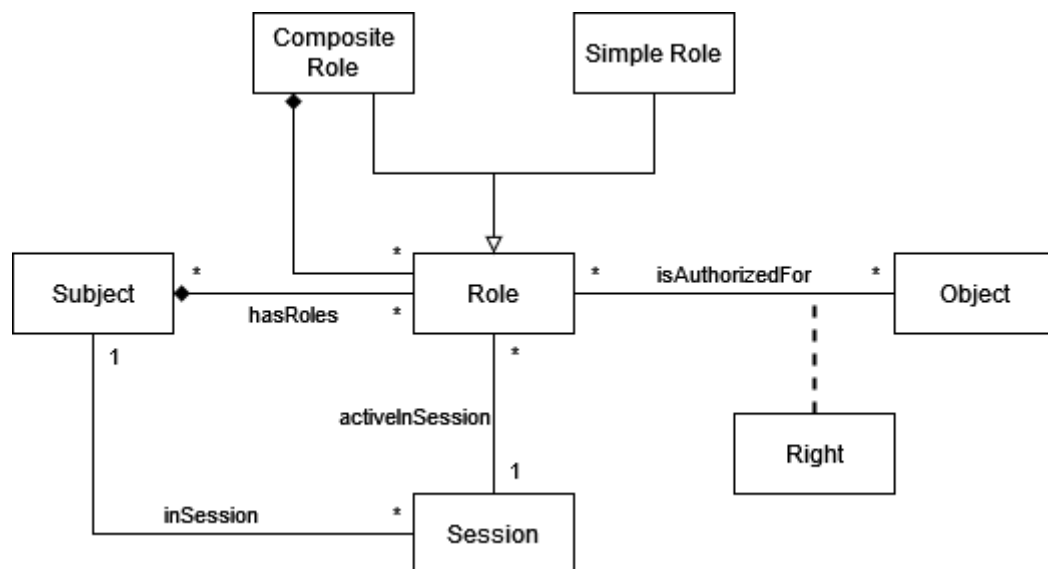 Composite
Role
Simple Role
*
Subject
*
hasRoles
*
Role
*
isAuthorizedFor
*
Object
1
*
activeInSession
Right
1
inSession
*
Session